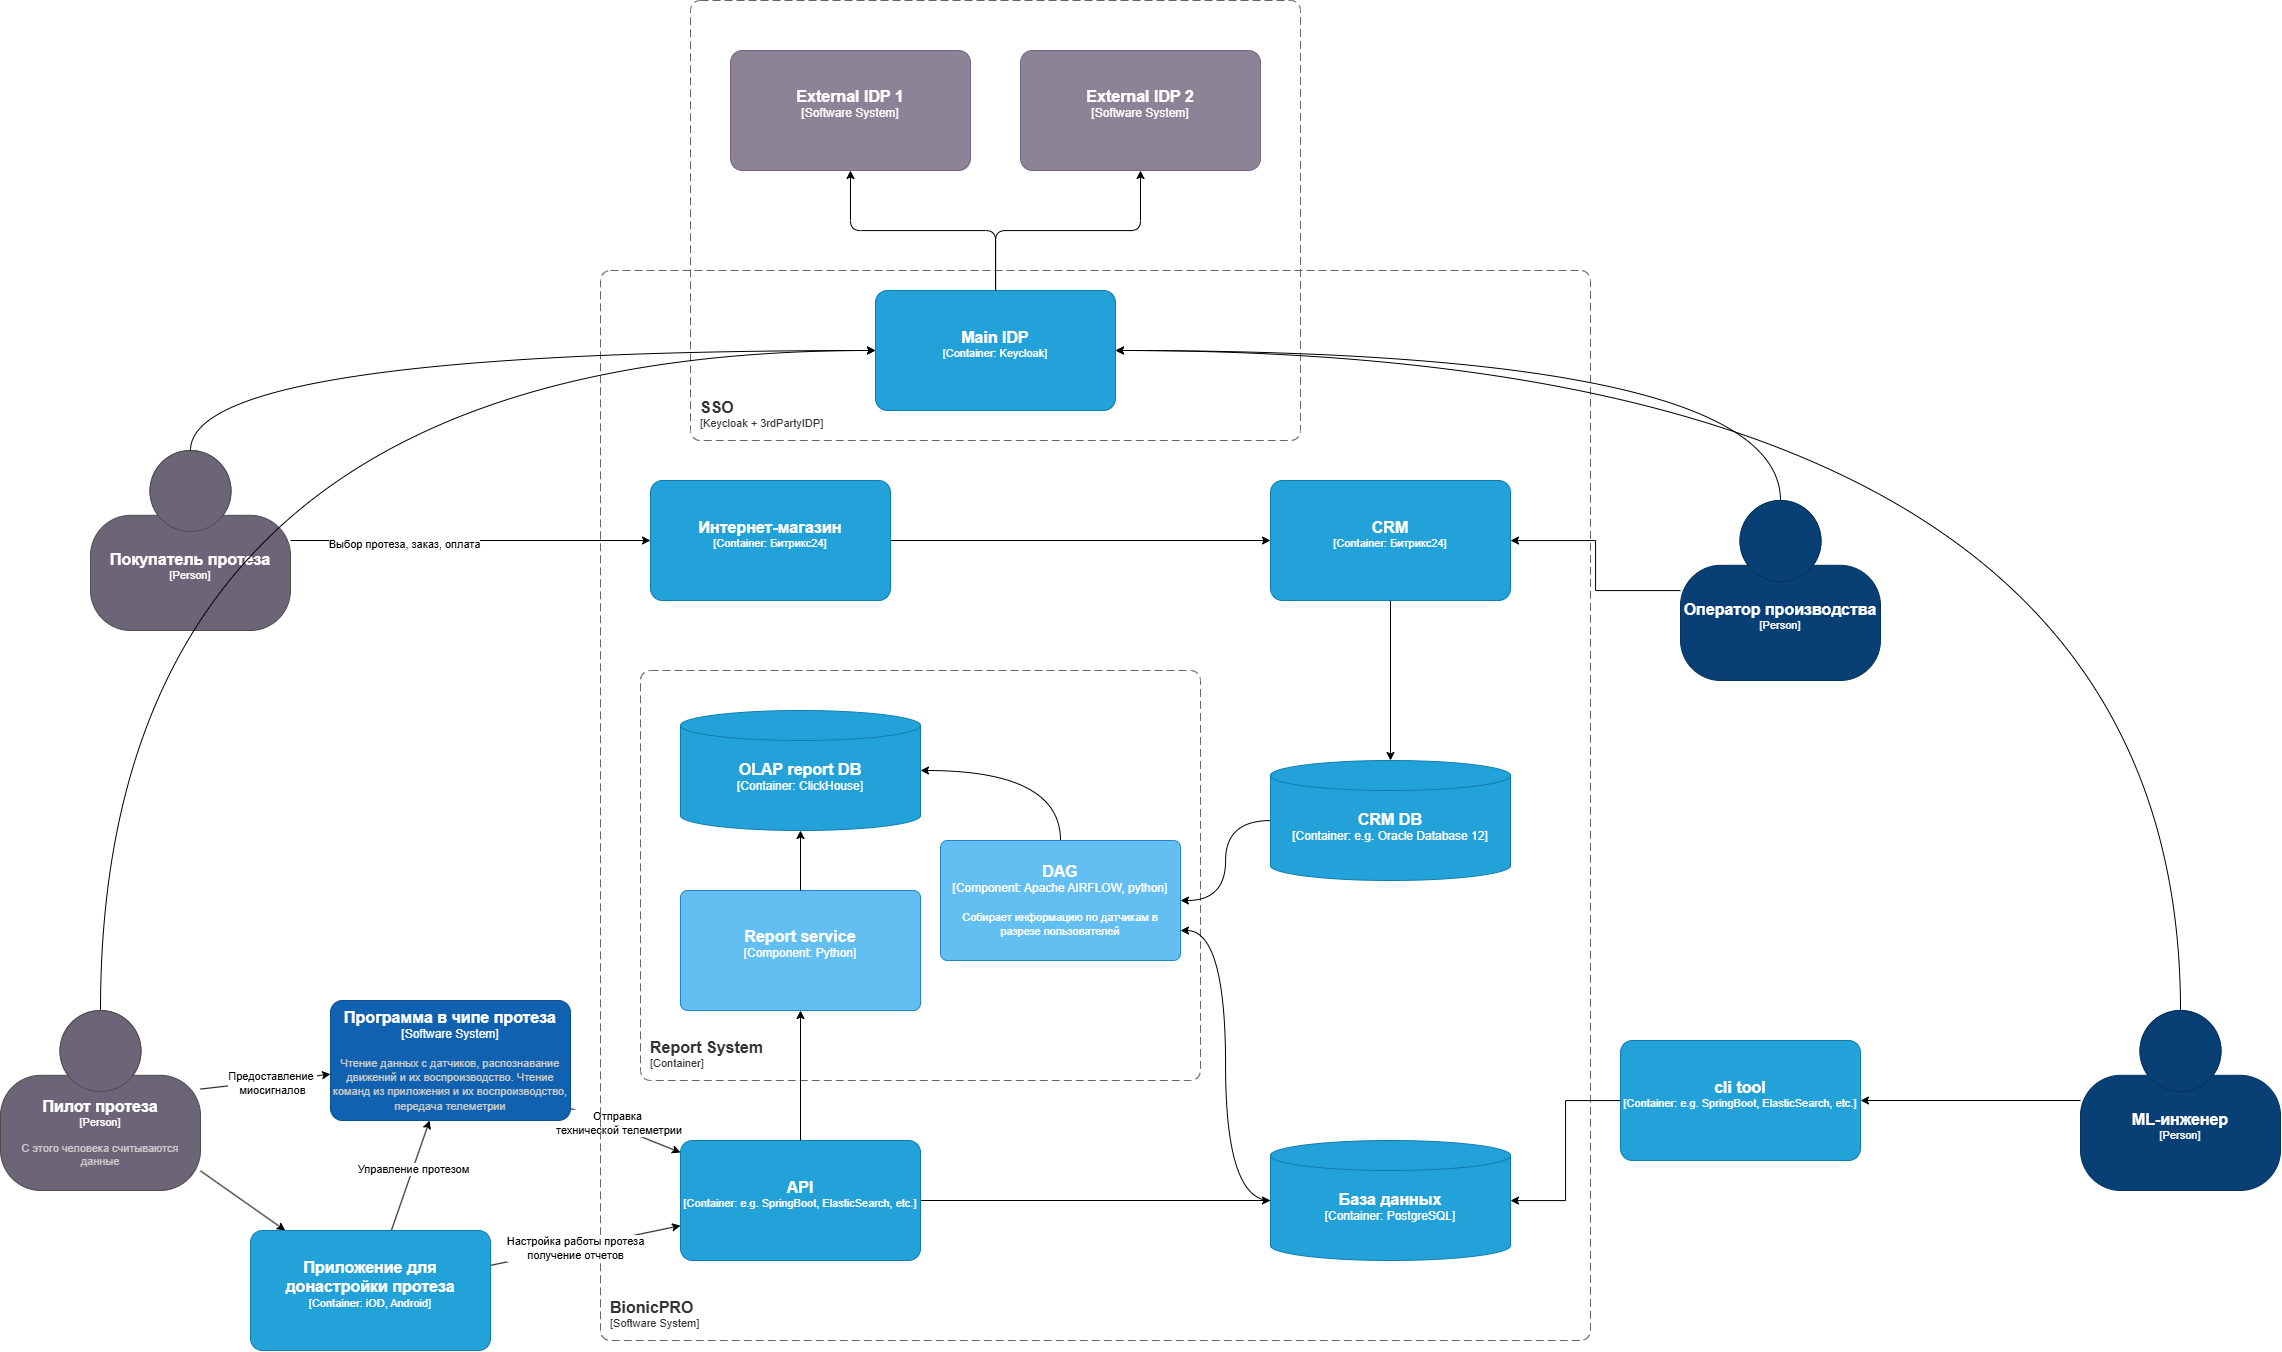 External IDP 1
[Software System]
External IDP 2
[Software System]
Main IDP
[Container: Keycloak]
SSO
[Keycloak + 3rdPartyIDP]
Покупатель протеза
[Person]
Выбор протеза, заказ, оплата
Интернет-магазин
[Container: Битрикс24]
CRM
[Container: Битрикс24]
Оператор производства
[Person]
OLAP report DB
[Container: ClickHouse]
CRM DB
[Container: e.g. Oracle Database 12]
DAG
[Component: Apache AIRFLOW, python]
Собирает информацию по датчикам в
разрезе пользователей
Report service
[Component: Python]
Report System
[Container]
Программа в чипе протеза
[Software System]
Чтение данных с датчиков, распознавание
движений и их воспроизводство. Чтение
команд из приложения и их воспроизводство,
передача телеметрии
Предоставление
миосигналов
Пилот протеза
[Person]
С этого человека считываются
данные
Отправка
технической телеметрии
Управление протезом
cli tool
[Container: e.g. SpringBoot, ElasticSearch, etc.]
ML-инженер
[Person]
API
[Container: e.g. SpringBoot, ElasticSearch, etc.]
База данных
[Container: PostgreSQL]
Настройка работы протеза
получение отчетов
Приложение для
донастройки протеза
[Container: iOD, Android]
BionicPRO
[Software System]